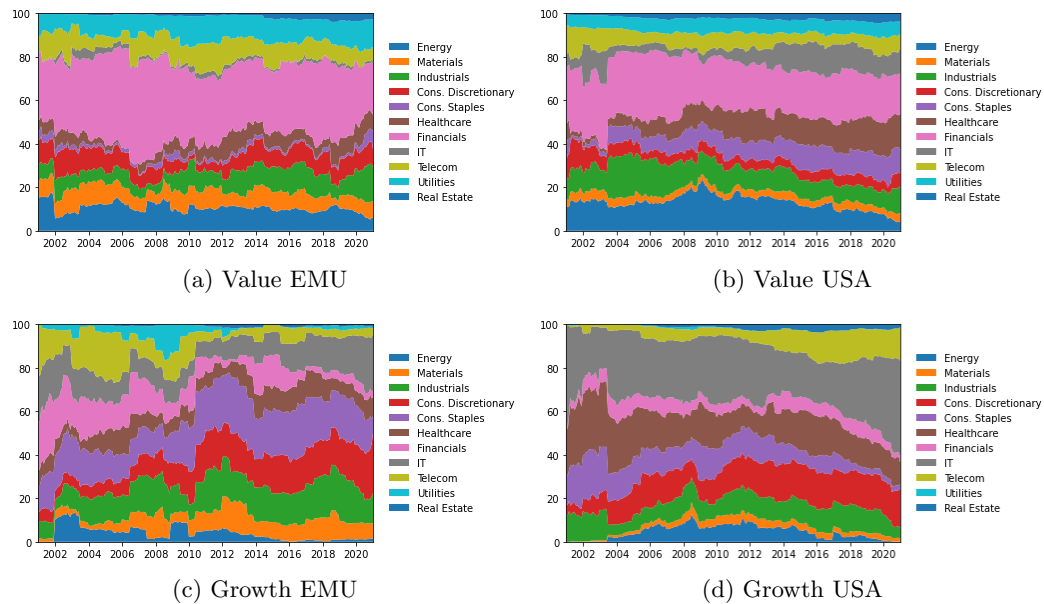 100
80
60
40
20
0
2002 2004 2006 2008 2010 2012 2014 2016 2018 2020
Energy
Materials
Industrials
Cons. Discretionary
Cons. Staples
Healthcare
Financials
IT
Telecom
Utilities
Real Estate
(a) Value EMU
100
80
60
40
20
0
2002 2004 2006 2008 2010 2012 2014 2016 2018 2020
Energy
Materials
Industrials
Cons. Discretionary
Cons. Staples
Healthcare
Financials
IT
Telecom
Utilities
Real Estate
(b) Value USA
100
80
60
40
20
0
2002 2004 2006 2008 2010 2012 2014 2016 2018 2020
Energy
Materials
Industrials
Cons. Discretionary
Cons. Staples
Healthcare
Financials
IT
Telecom
Utilities
Real Estate
(c) Growth EMU
100
80
60
40
20
0
2002 2004 2006 2008 2010 2012 2014 2016 2018 2020
Energy
Materials
Industrials
Cons. Discretionary
Cons. Staples
Healthcare
Financials
IT
Telecom
Utilities
Real Estate
(d) Growth USA